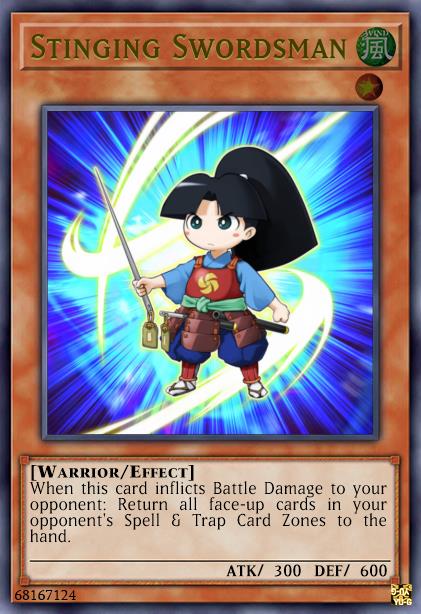 STINGING SWORDSMAN
WIND
風
[WARRIOR/EFFECT]
When this card inflicts Battle Damage to your
opponent: Return all face-up cards in your
opponent's Spell & Trap Card Zones to the
hand.
ATK/ 300 DEF/ 600
68167124